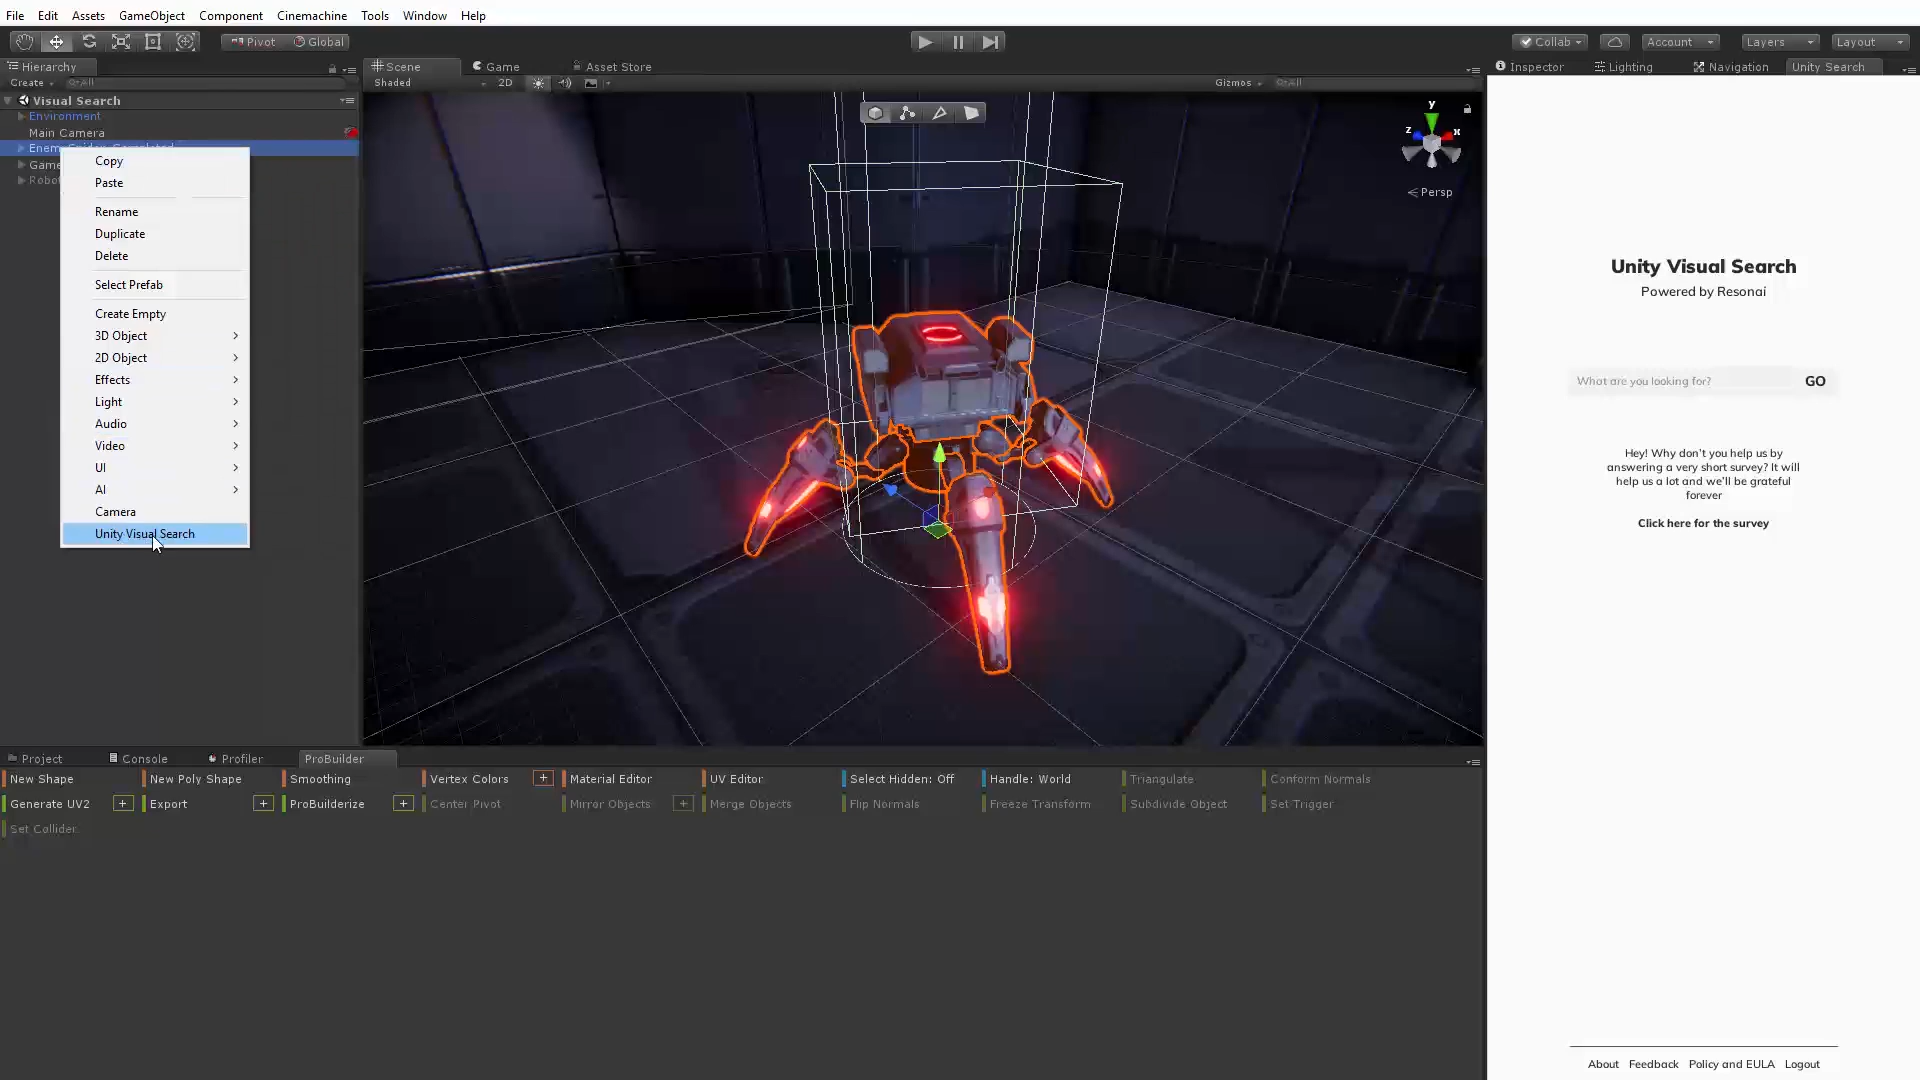 File Edit Assets GameObject Component Cinemachine Tools Window Help
Pivot Global Collab Account Layers Layout
Hierarchy Scene Game Asset Store Inspector Lighting Navigation Unity Search
Create All Shaded 2D Gizmos All
Visual Search
Environment
Main Camera
Copy
Paste
Rename
Duplicate
Delete
Select Prefab
Create Empty
3D Object
2D Object
Effects
Light
Audio
Video
UI
AI
Camera
Unity Visual Search
y
z
x
Persp
Unity Visual Search
Powered by Resonai
What are you looking for? GO
Hey! Why don't you help us by
answering a very short survey? It will
help us a lot and we'll be grateful
forever
Click here for the survey
Project Console Profiler ProBuilder
New Shape New Poly Shape Smoothing Vertex Colors + Material Editor UV Editor Select Hidden: Off Handle: World Triangulate Conform Normals
Generate UV2 + Export + ProBuilderize + Center Pivot Mirror Objects + Merge Objects Flip Normals Freeze Transform Subdivide Object Set Trigger
Set Collider
About Feedback Policy and EULA Logout